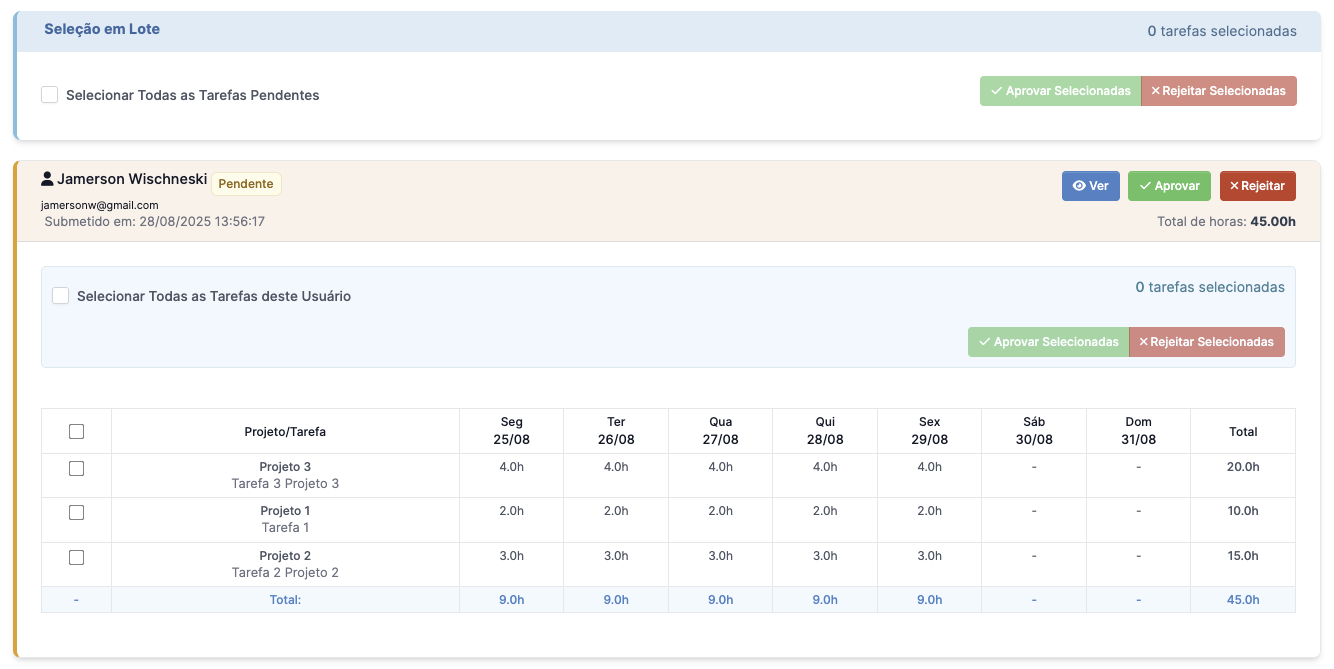 Seleção em Lote
0 tarefas selecionadas
Selecionar Todas as Tarefas Pendentes
Aprovar Selecionadas
Rejeitar Selecionadas
Jamerson Wischneski Pendente
Ver
Aprovar
Rejeitar
jamersonw@gmail.com
Submetido em: 28/08/2025 13:56:17
Total de horas: 45.00h
Selecionar Todas as Tarefas deste Usuário
0 tarefas selecionadas
Aprovar Selecionadas
Rejeitar Selecionadas
Projeto/Tarefa
Seg
25/08
Ter
26/08
Qua
27/08
Qui
28/08
Sex
29/08
Sáb
30/08
Dom
31/08
Total
Projeto 3
Tarefa 3 Projeto 3
4.0h 4.0h 4.0h 4.0h 4.0h - - 20.0h
Projeto 1
Tarefa 1
2.0h 2.0h 2.0h 2.0h 2.0h - - 10.0h
Projeto 2
Tarefa 2 Projeto 2
3.0h 3.0h 3.0h 3.0h 3.0h - - 15.0h
- Total: 9.0h 9.0h 9.0h 9.0h 9.0h - - 45.0h